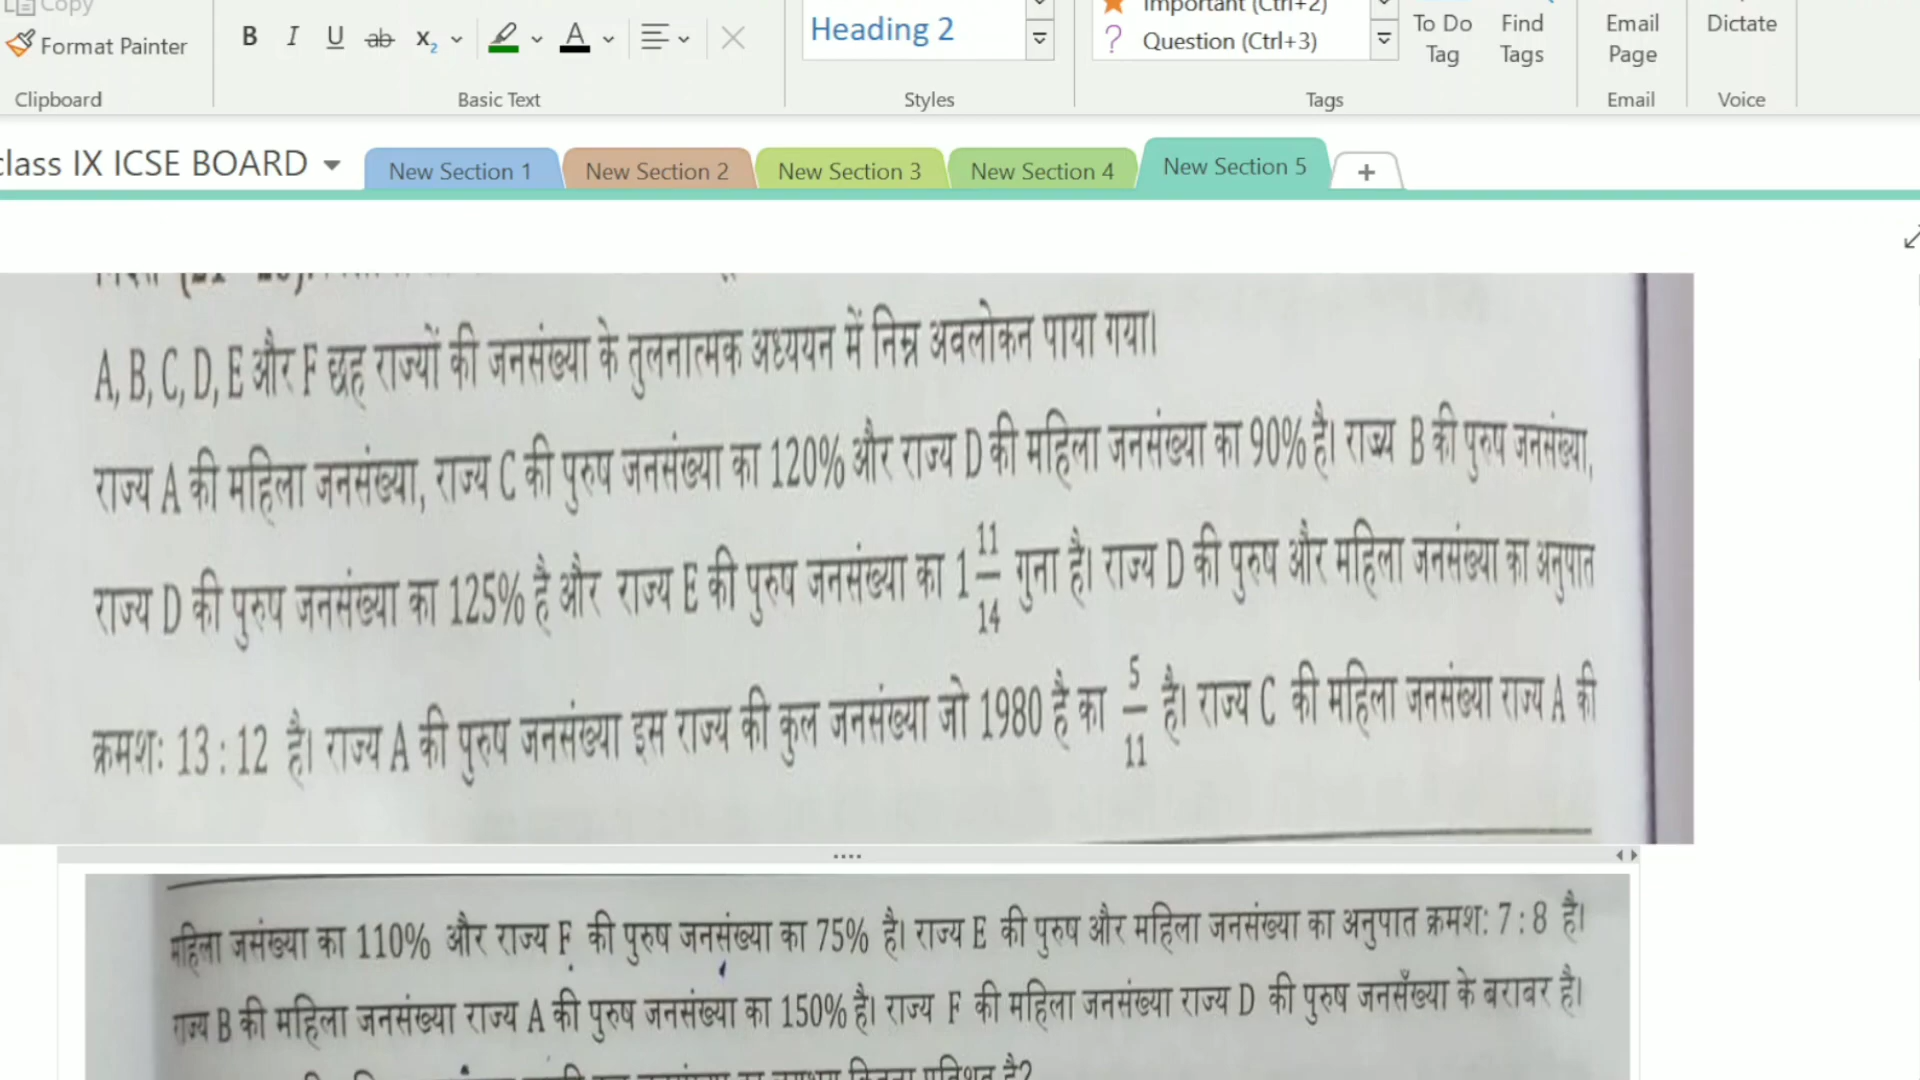 Copy
Important (Ctrl+2)
Heading 2
To Do Tag
Find Tags
Email Page
Dictate
Format Painter
B I U ab x₂ A
? Question (Ctrl+3)
Clipboard
Basic Text
Styles
Tags
Email
Voice
class IX ICSE BOARD
New Section 1
New Section 2
New Section 3
New Section 4
New Section 5
+
A, B, C, D, E और F छह राज्यों की जनसंख्या के तुलनात्मक अध्ययन में निम्न अवलोकन पाया गया।
राज्य A की महिला जनसंख्या, राज्य C की पुरुष जनसंख्या का 120% और राज्य D की महिला जनसंख्या का 90% है। राज्य B की पुरुष जनसंख्या,
राज्य D की पुरुष जनसंख्या का 125% है और राज्य E की पुरुष जनसंख्या का 1 11/14 गुना है। राज्य D की पुरुष और महिला जनसंख्या का अनुपात
क्रमश: 13 : 12 है। राज्य A की पुरुष जनसंख्या इस राज्य की कुल जनसंख्या जो 1980 है का 5/11 है। राज्य C की महिला जनसंख्या राज्य A की
महिला जसंख्या का 110% और राज्य F की पुरुष जनसंख्या का 75% है। राज्य E की पुरुष और महिला जनसंख्या का अनुपात क्रमश: 7 : 8 है।
राज्य B की महिला जनसंख्या राज्य A की पुरुष जनसंख्या का 150% है। राज्य F की महिला जनसंख्या राज्य D की पुरुष जनसँख्या के बराबर है।